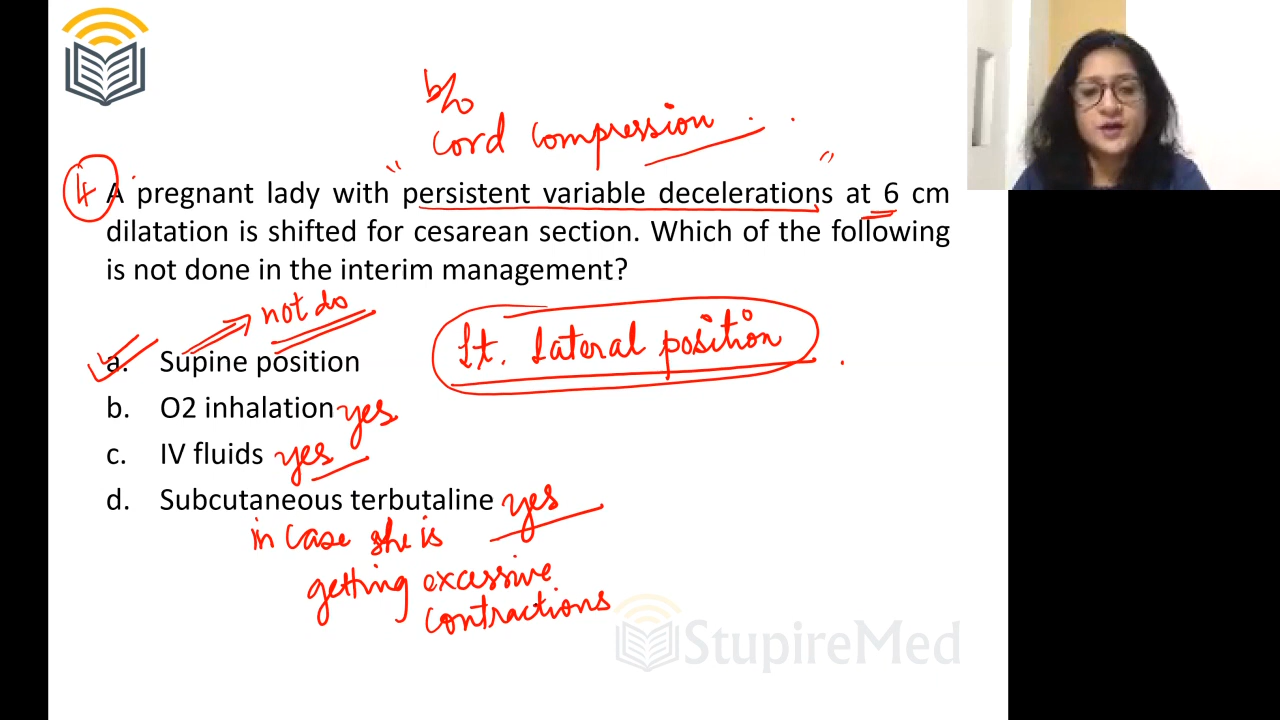 b/o
cord compression
" "
4 A pregnant lady with persistent variable decelerations at 6 cm
dilatation is shifted for cesarean section. Which of the following
is not done in the interim management?
not do
a. Supine position
lt. lateral position
b. O2 inhalation yes
c. IV fluids yes
d. Subcutaneous terbutaline yes
in case she is
getting excessive
contractions
StupireMed